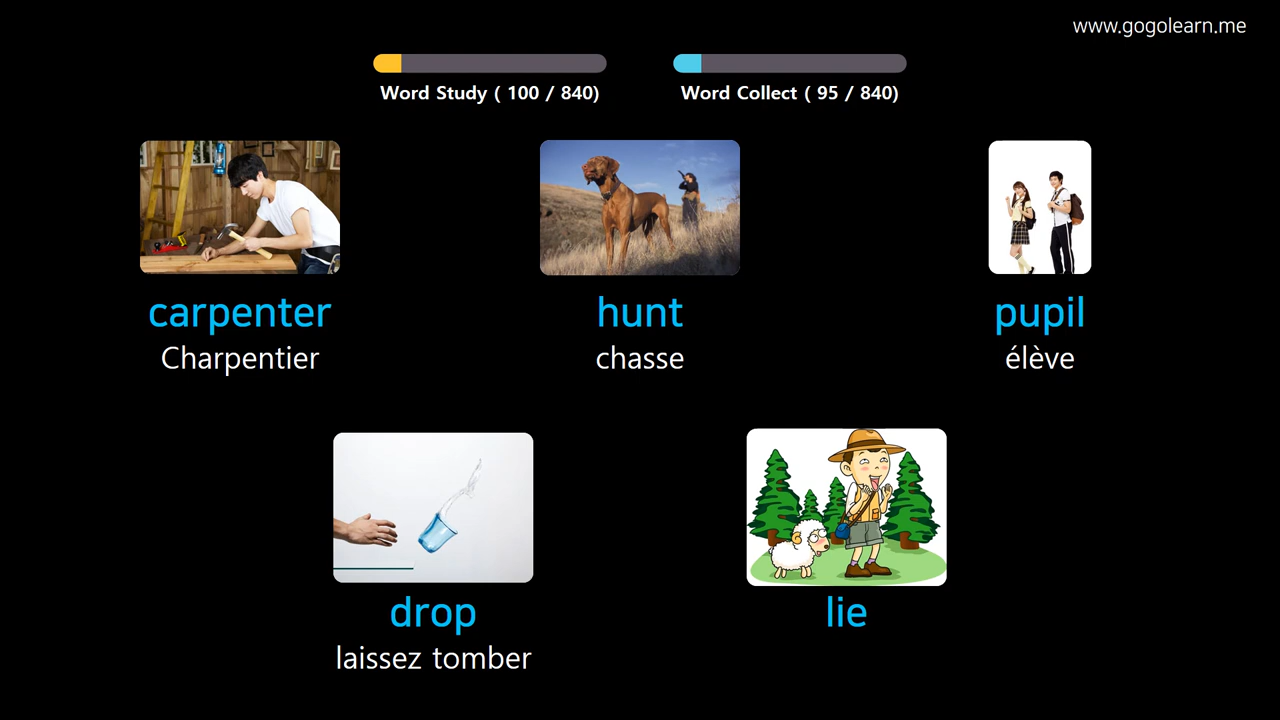 www.gogolearn.me
Word Study ( 100 / 840)
Word Collect ( 95 / 840)
carpenter
Charpentier
hunt
chasse
pupil
élève
drop
laissez tomber
lie